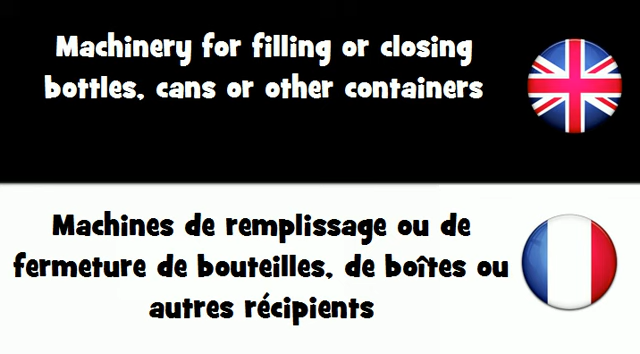 Machinery for filling or closing
bottles, cans or other containers
Machines de remplissage ou de
fermeture de bouteilles, de boîtes ou
autres récipients